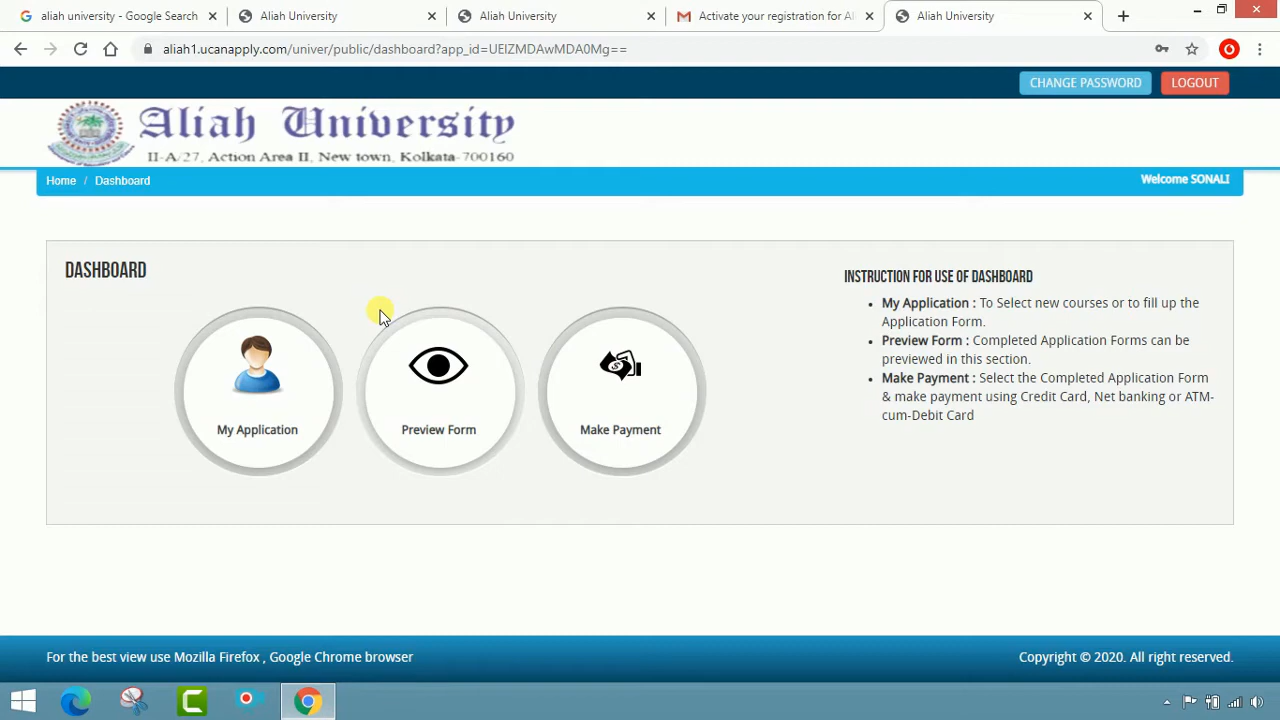 aliah university - Google Search
Aliah University
Aliah University
Activate your registration for Al
Aliah University
aliah1.ucanapply.com/univer/public/dashboard?app_id=UElZMDAwMDA0Mg==
CHANGE PASSWORD
LOGOUT
Aliah University
II-A/27, Action Area II, New town, Kolkata-700160
Home / Dashboard
Welcome SONALI
DASHBOARD
My Application
Preview Form
Make Payment
INSTRUCTION FOR USE OF DASHBOARD
• My Application : To Select new courses or to fill up the
Application Form.
• Preview Form : Completed Application Forms can be
previewed in this section.
• Make Payment : Select the Completed Application Form
& make payment using Credit Card, Net banking or ATM-
cum-Debit Card
For the best view use Mozilla Firefox , Google Chrome browser
Copyright © 2020. All right reserved.